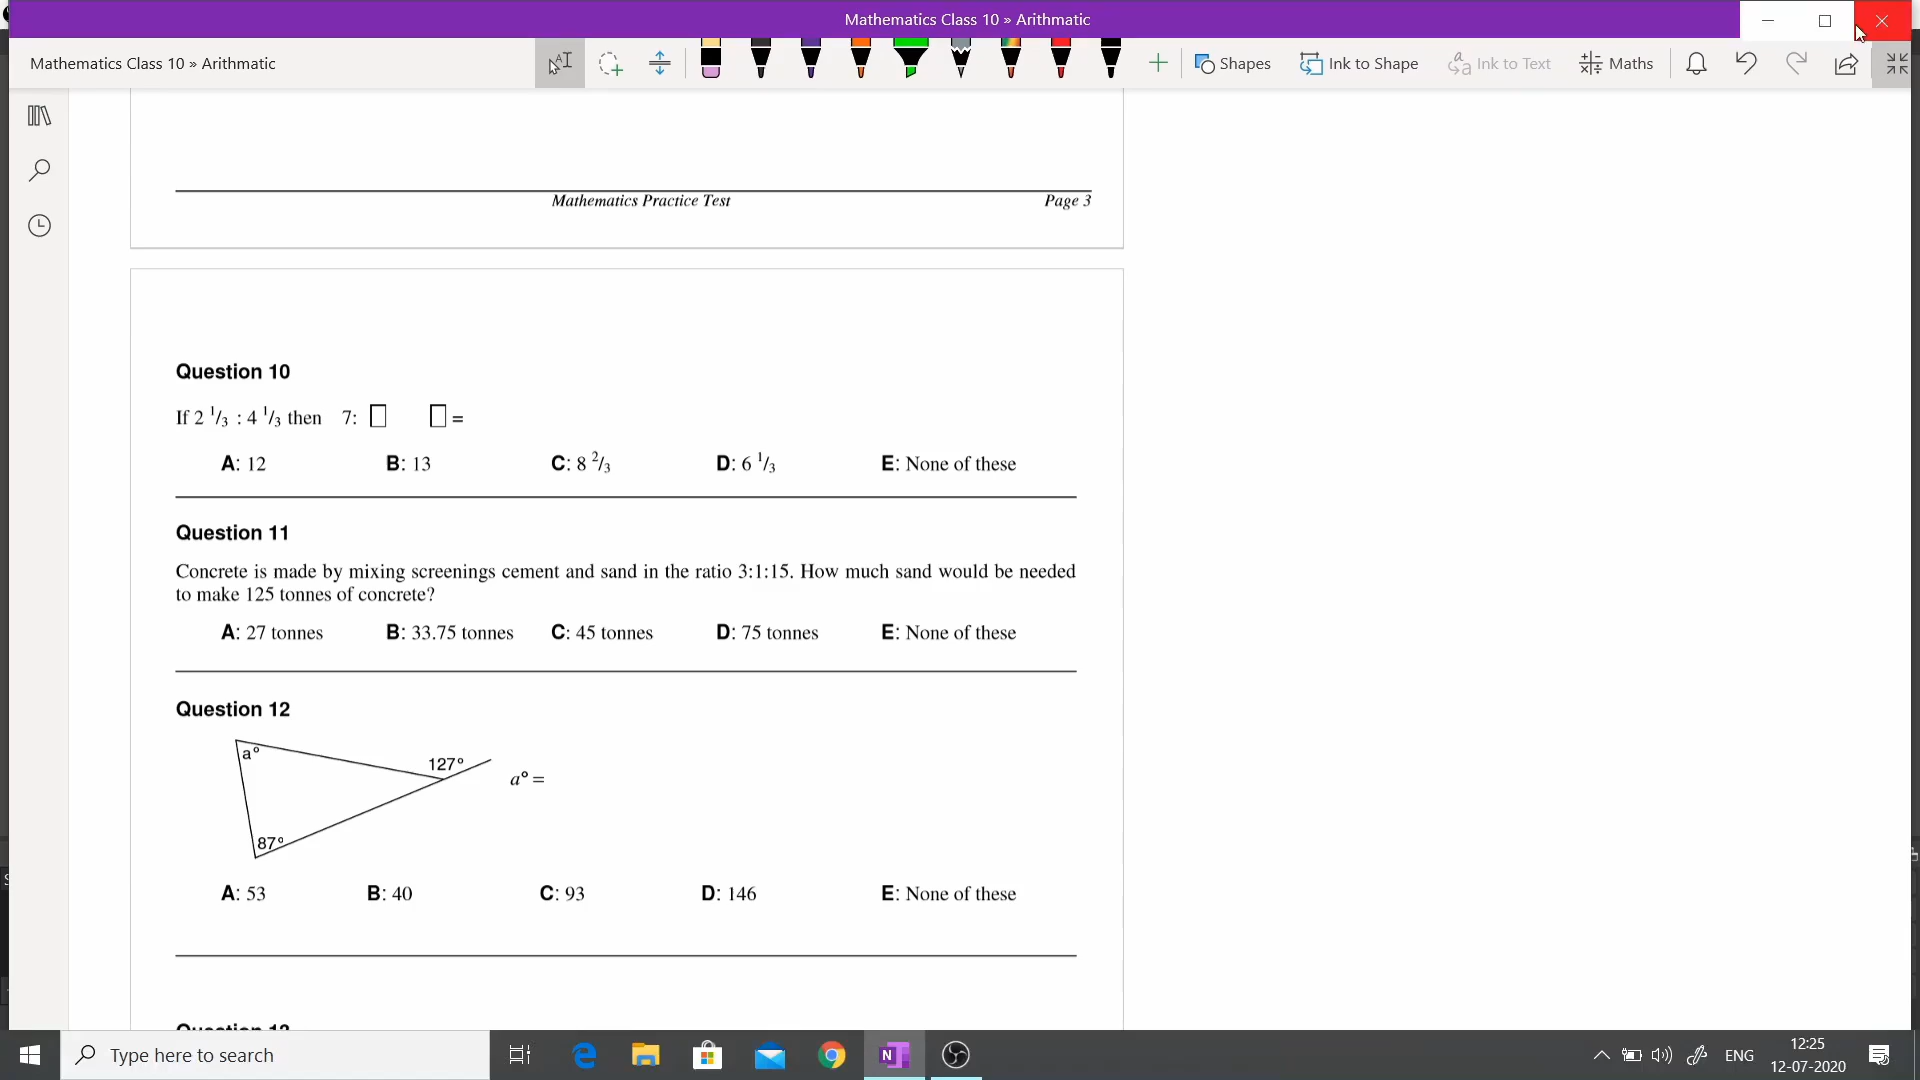 Mathematics Class 10 » Arithmatic
Mathematics Class 10 » Arithmatic
Shapes
Ink to Shape
Ink to Text
Maths
Mathematics Practice Test Page 3
Question 10
If 2 1/3 : 4 1/3 then 7: □ □ =
A: 12 B: 13 C: 8 2/3 D: 6 1/3 E: None of these
Question 11
Concrete is made by mixing screenings cement and sand in the ratio 3:1:15. How much sand would be needed
to make 125 tonnes of concrete?
A: 27 tonnes B: 33.75 tonnes C: 45 tonnes D: 75 tonnes E: None of these
Question 12
a°
127°
a° =
87°
A: 53 B: 40 C: 93 D: 146 E: None of these
Type here to search
ENG
12:25
12-07-2020